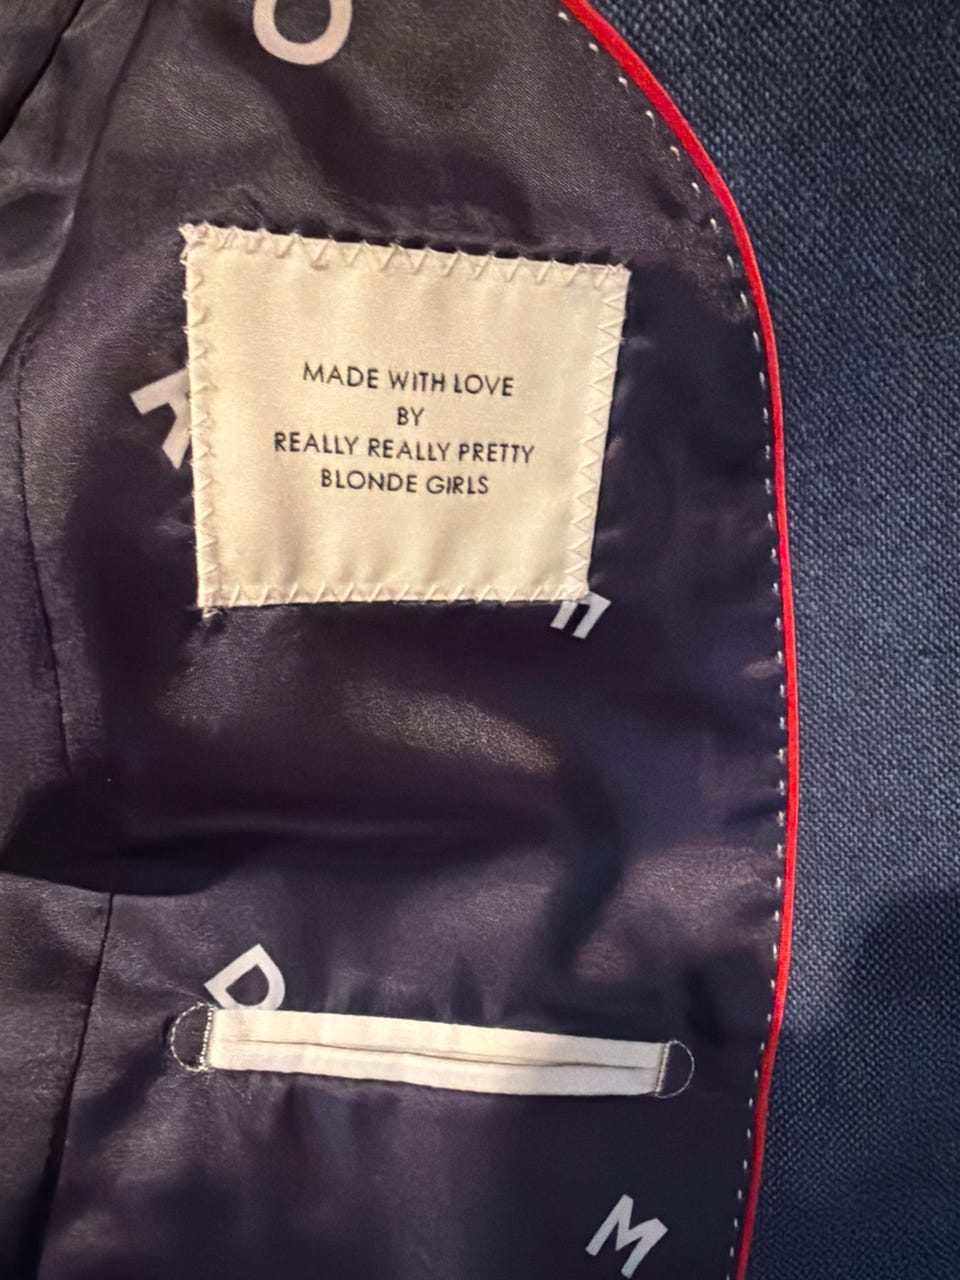 O
MADE WITH LOVE
BY
REALLY REALLY PRETTY
BLONDE GIRLS
D
M